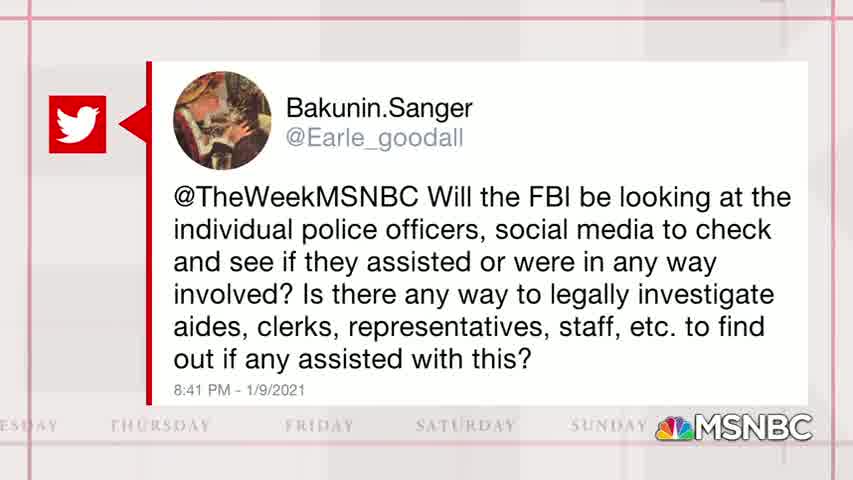 Bakunin.Sanger
@Earle_goodall
@TheWeekMSNBC Will the FBI be looking at the
individual police officers, social media to check
and see if they assisted or were in any way
involved? Is there any way to legally investigate
aides, clerks, representatives, staff, etc. to find
out if any assisted with this?
8:41 PM - 1/9/2021
ESDAY THURSDAY FRIDAY SATURDAY SUNDAY
MSNBC